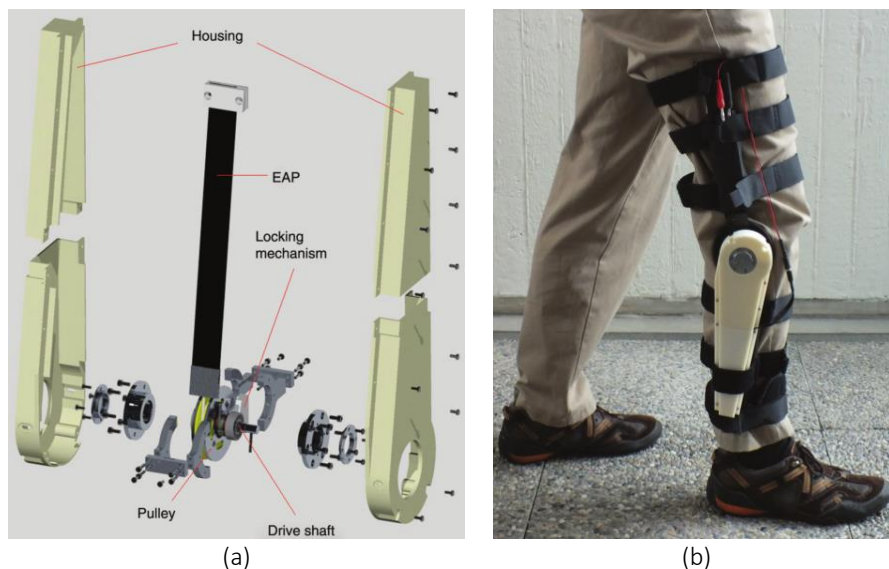 Housing
EAP
Locking
mechanism
Pulley
Drive shaft
(a)
(b)